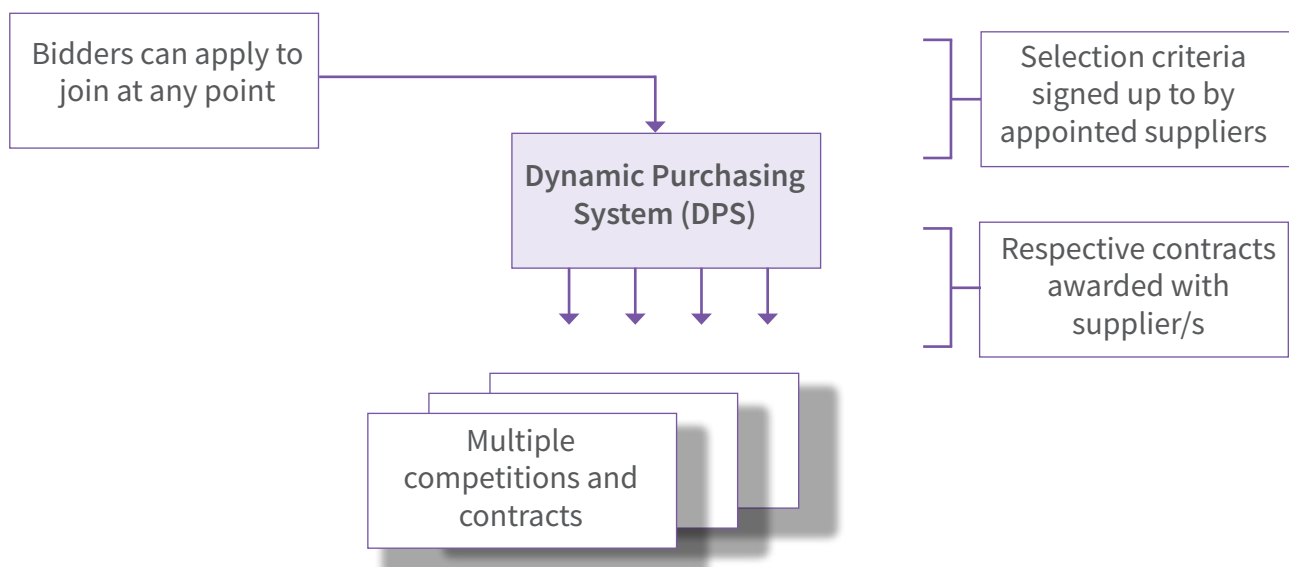 Bidders can apply to
join at any point
Dynamic Purchasing
System (DPS)
Multiple
competitions and
contracts
Selection criteria
signed up to by
appointed suppliers
Respective contracts
awarded with
supplier/s